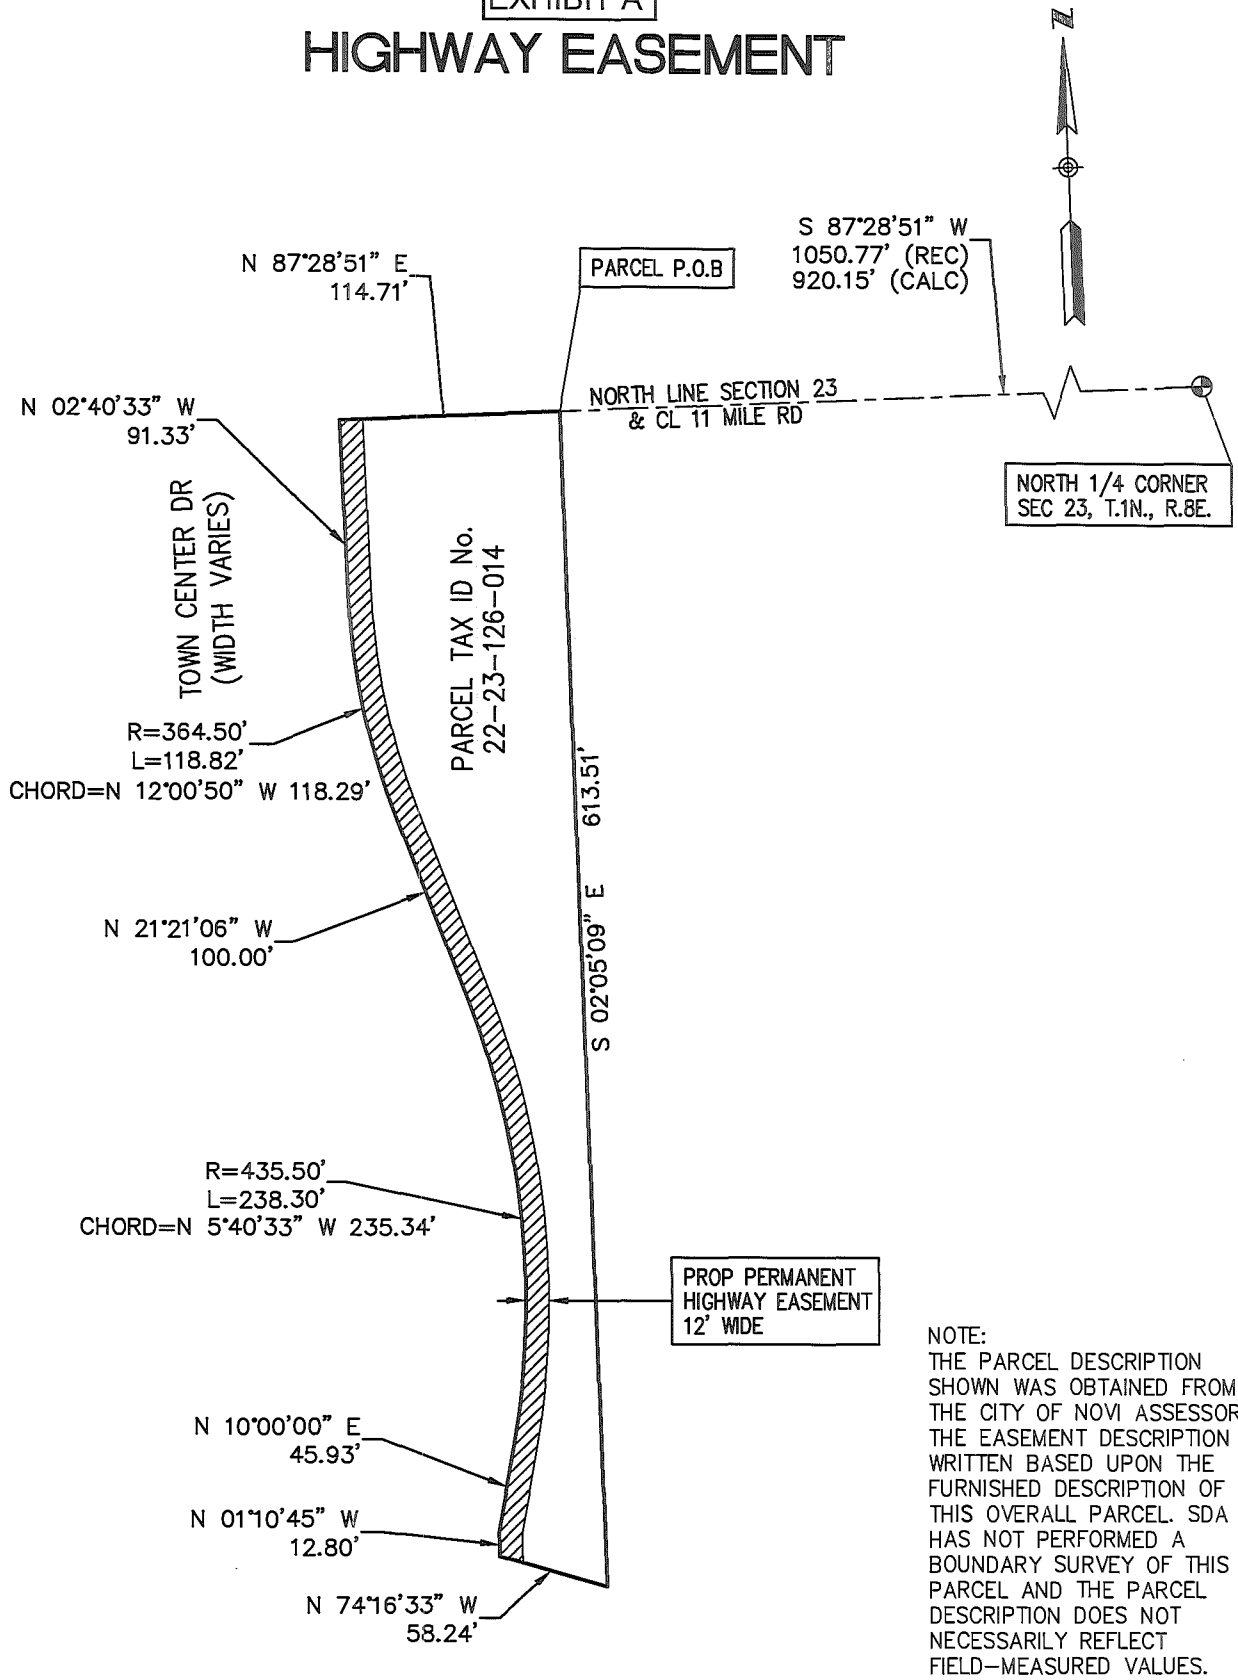 EXHIBIT A
HIGHWAY EASEMENT
N
S 87°28'51" W
1050.77' (REC)
920.15' (CALC)
N 87°28'51" E
114.71'
PARCEL P.O.B
NORTH LINE SECTION 23
& CL 11 MILE RD
NORTH 1/4 CORNER
SEC 23, T.1N., R.8E.
N 02°40'33" W
91.33'
TOWN CENTER DR
(WIDTH VARIES)
PARCEL TAX ID No.
22-23-126-014
R=364.50'
L=118.82'
CHORD=N 12°00'50" W 118.29'
S 02°05'09" E 613.51'
N 21°21'06" W
100.00'
R=435.50'
L=238.30'
CHORD=N 5°40'33" W 235.34'
PROP PERMANENT
HIGHWAY EASEMENT
12' WIDE
N 10°00'00" E
45.93'
N 01°10'45" W
12.80'
N 74°16'33" W
58.24'
NOTE:
THE PARCEL DESCRIPTION
SHOWN WAS OBTAINED FROM
THE CITY OF NOVI ASSESSOR
THE EASEMENT DESCRIPTION
WRITTEN BASED UPON THE
FURNISHED DESCRIPTION OF
THIS OVERALL PARCEL. SDA
HAS NOT PERFORMED A
BOUNDARY SURVEY OF THIS
PARCEL AND THE PARCEL
DESCRIPTION DOES NOT
NECESSARILY REFLECT
FIELD-MEASURED VALUES.